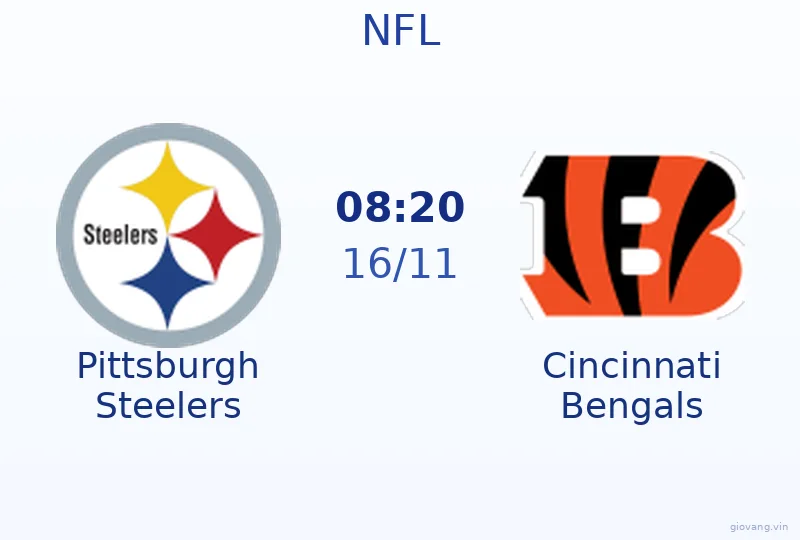 NFL
Steelers
08:20
16/11
Pittsburgh
Steelers
Cincinnati
Bengals
giovang.vin